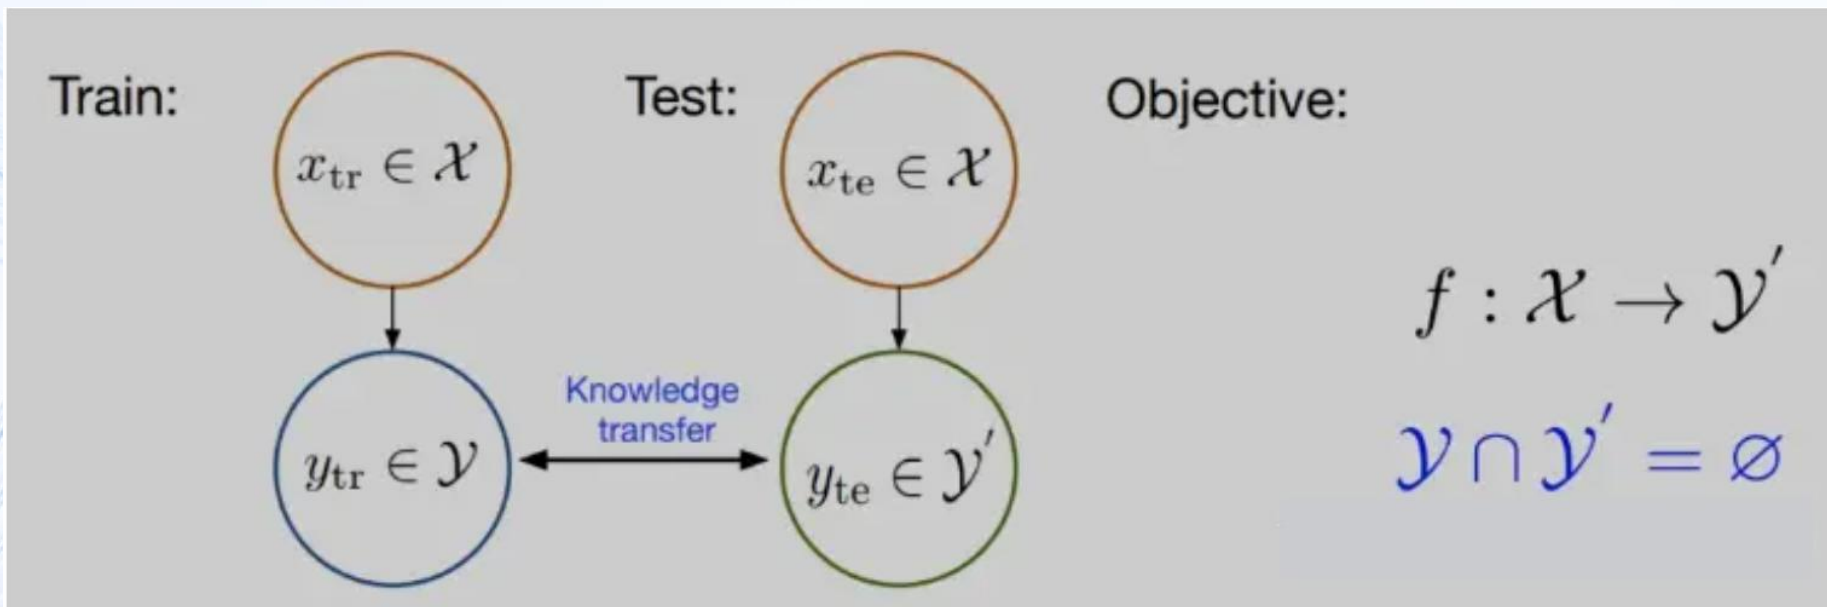 Train:
x_tr ∈ 𝒳
Test:
x_te ∈ 𝒳
Objective:
f : 𝒳 → 𝒴′
Knowledge
transfer
y_tr ∈ 𝒴
y_te ∈ 𝒴′
𝒴 ∩ 𝒴′ = ∅